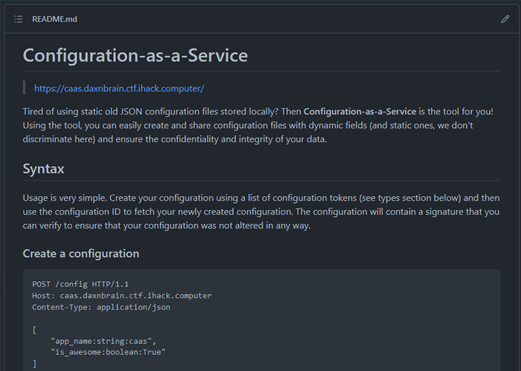 README.md
Configuration-as-a-Service
https://caas.daxnbrain.ctf.ihack.computer/
Tired of using static old JSON configuration files stored locally? Then Configuration-as-a-Service is the tool for you!
Using the tool, you can easily create and share configuration files with dynamic fields (and static ones, we don't
discriminate here) and ensure the confidentiality and integrity of your data.
Syntax
Usage is very simple. Create your configuration using a list of configuration tokens (see types section below) and then
use the configuration ID to fetch your newly created configuration. The configuration will contain a signature that you
can verify to ensure that your configuration was not altered in any way.
Create a configuration
POST /config HTTP/1.1
Host: caas.daxnbrain.ctf.ihack.computer
Content-Type: application/json
[
"app_name:string:caas",
"is_awesome:boolean:True"
]